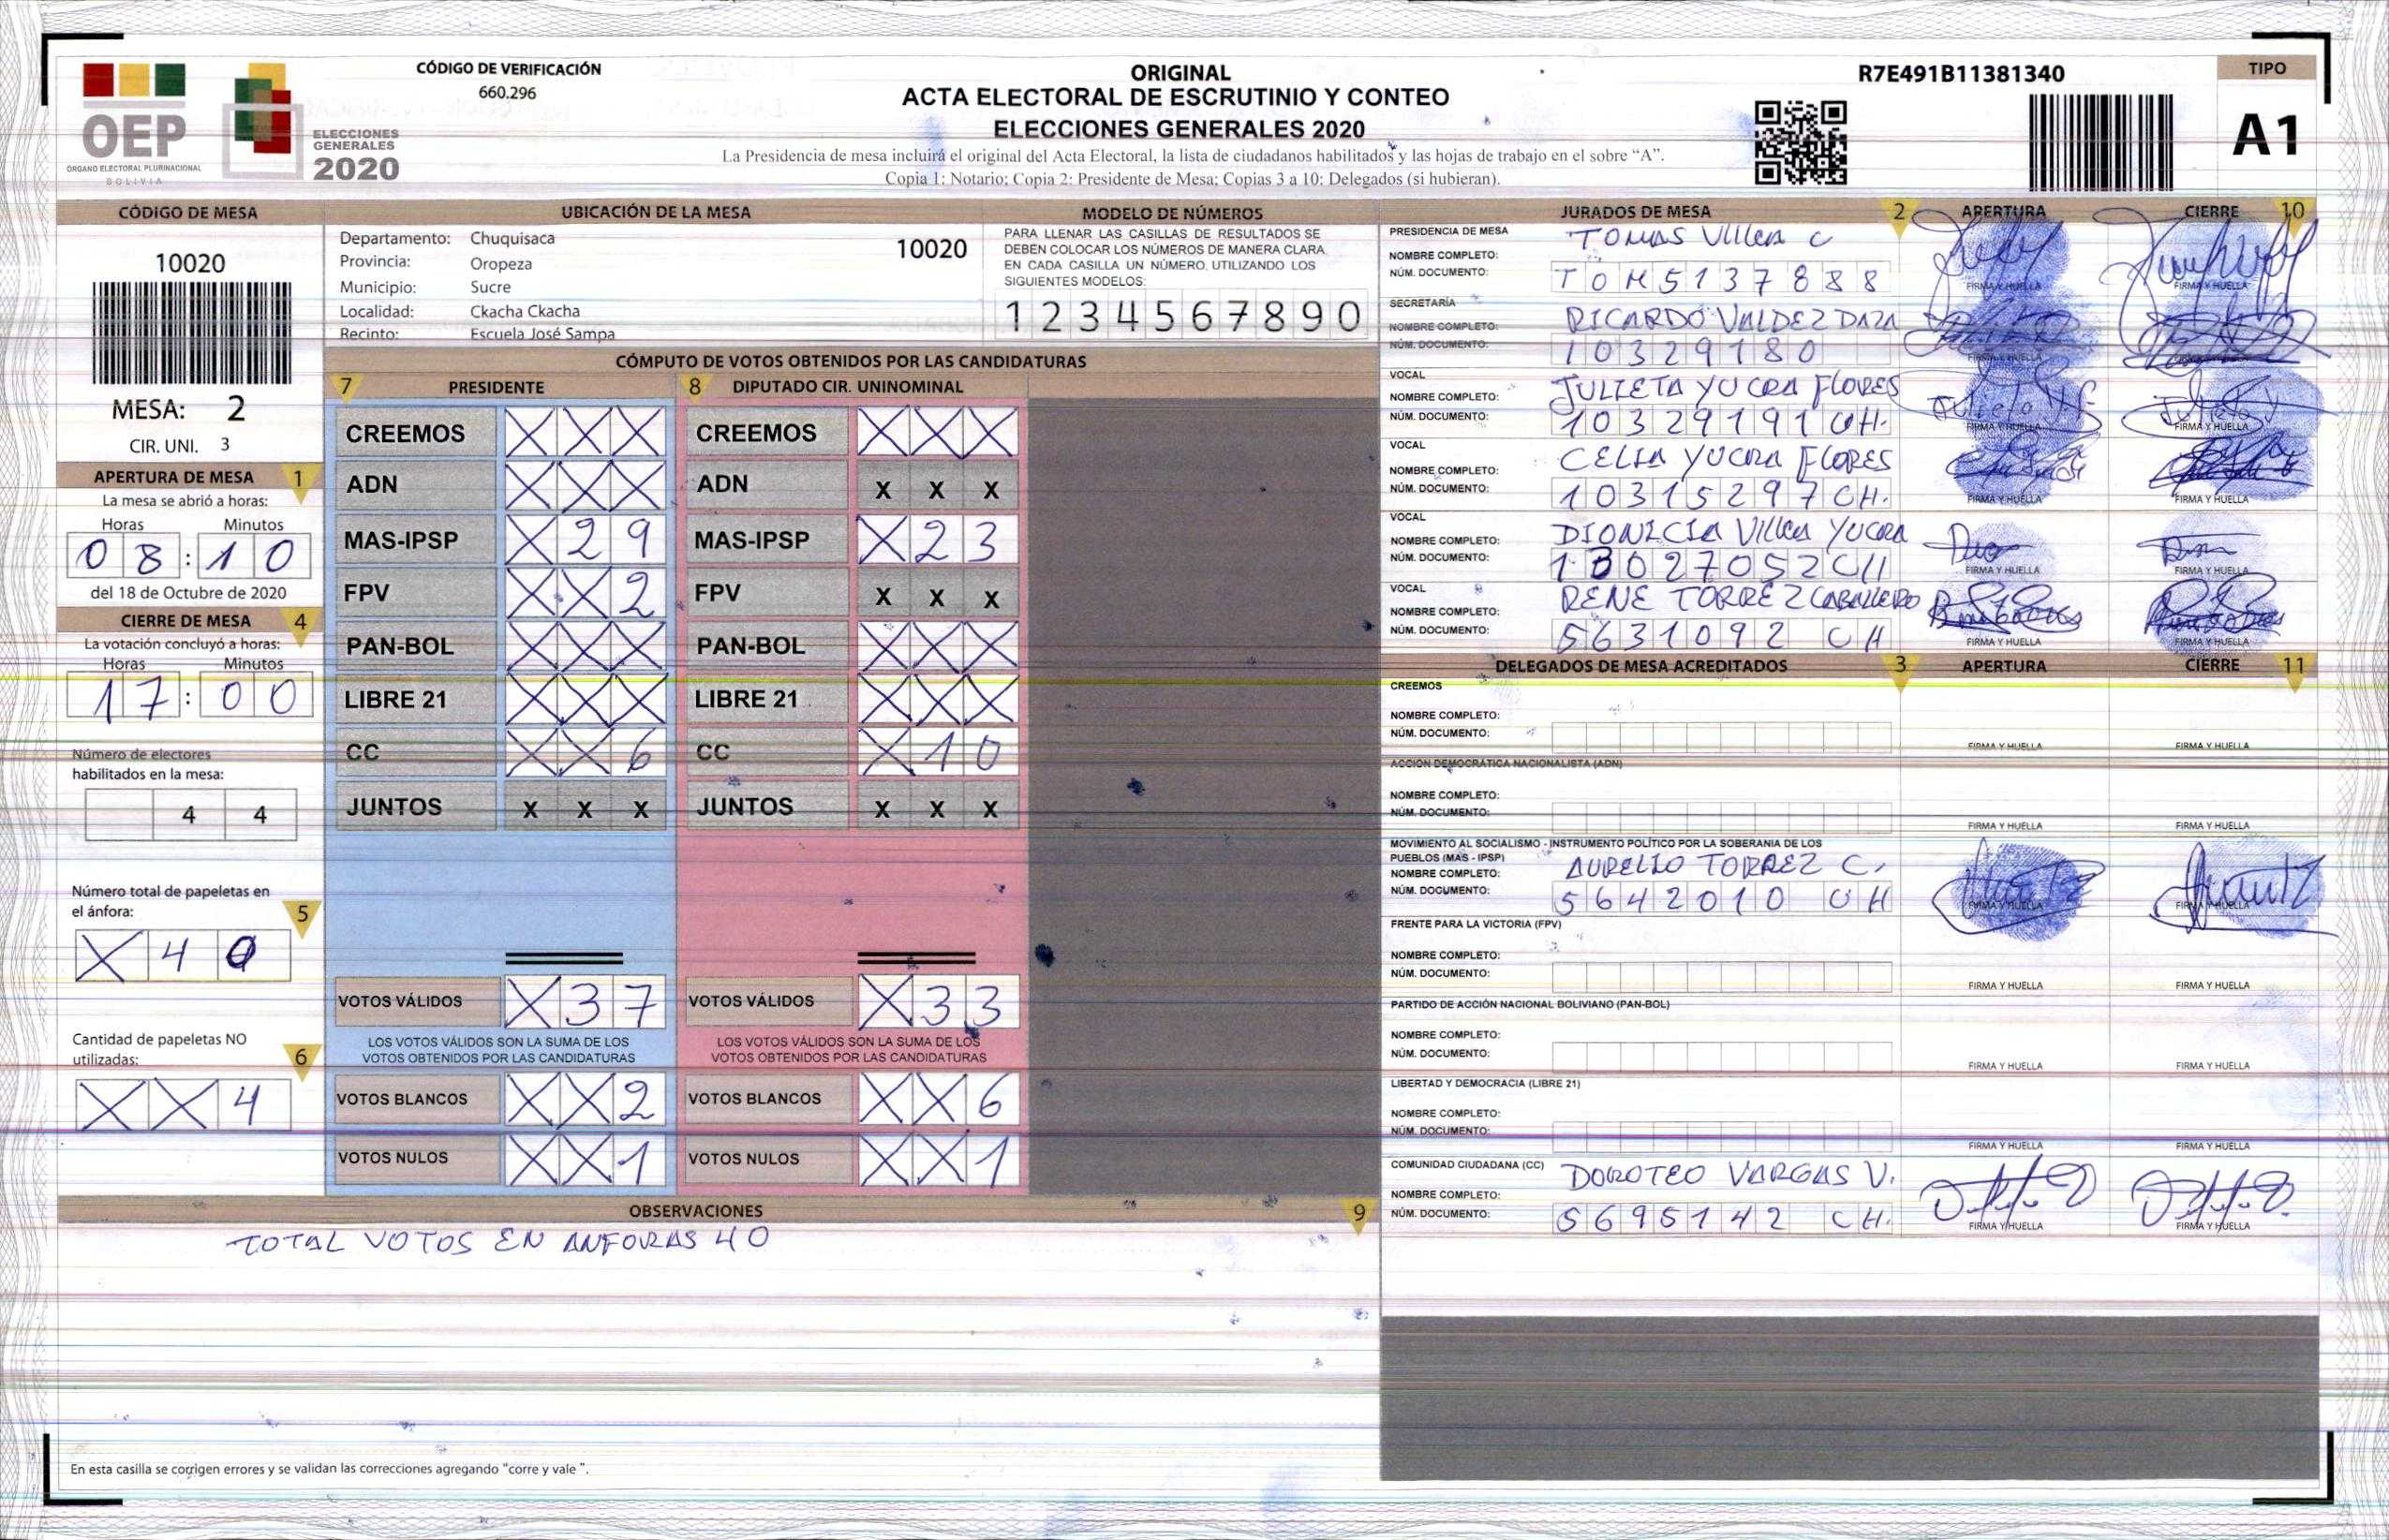 OEP
ÓRGANO ELECTORAL PLURINACIONAL
BOLIVIA
ELECCIONES
GENERALES
2020
CÓDIGO DE VERIFICACIÓN
660.296
ORIGINAL
ACTA ELECTORAL DE ESCRUTINIO Y CONTEO
ELECCIONES GENERALES 2020
La Presidencia de mesa incluirá el original del Acta Electoral, la lista de ciudadanos habilitados y las hojas de trabajo en el sobre “A”.
Copia 1: Notario; Copia 2: Presidente de Mesa; Copias 3 a 10: Delegados (si hubieran).
R7E491B11381340
TIPO
A1
CÓDIGO DE MESA
10020
MESA: 2
CIR. UNI. 3
APERTURA DE MESA 1
La mesa se abrió a horas:
Horas Minutos
08:10
del 18 de Octubre de 2020
CIERRE DE MESA 4
La votación concluyó a horas:
Horas Minutos
17:00
Número de electores
habilitados en la mesa:
4 4
Número total de papeletas en
el ánfora: 5
X 4 0
Cantidad de papeletas NO
utilizadas: 6
X X 4
UBICACIÓN DE LA MESA
Departamento: Chuquisaca 10020
Provincia: Oropeza
Municipio: Sucre
Localidad: Ckacha Ckacha
Recinto: Escuela José Sampa
MODELO DE NÚMEROS
PARA LLENAR LAS CASILLAS DE RESULTADOS SE
DEBEN COLOCAR LOS NÚMEROS DE MANERA CLARA
EN CADA CASILLA UN NÚMERO, UTILIZANDO LOS
SIGUIENTES MODELOS:
1 2 3 4 5 6 7 8 9 0
CÓMPUTO DE VOTOS OBTENIDOS POR LAS CANDIDATURAS
7 PRESIDENTE 8 DIPUTADO CIR. UNINOMINAL
CREEMOS X X X CREEMOS X X X
ADN X X X ADN X X X
MAS-IPSP X 2 9 MAS-IPSP X 2 3
FPV X X 2 FPV X X X
PAN-BOL X X X PAN-BOL X X X
LIBRE 21 X X X LIBRE 21 X X X
CC X X 6 CC X 1 0
JUNTOS X X X JUNTOS X X X
VOTOS VÁLIDOS X 3 7 VOTOS VÁLIDOS X 3 3
LOS VOTOS VÁLIDOS SON LA SUMA DE LOS LOS VOTOS VÁLIDOS SON LA SUMA DE LOS
VOTOS OBTENIDOS POR LAS CANDIDATURAS VOTOS OBTENIDOS POR LAS CANDIDATURAS
VOTOS BLANCOS X X 2 VOTOS BLANCOS X X 6
VOTOS NULOS X X 1 VOTOS NULOS X X 1
OBSERVACIONES 9
TOTAL VOTOS EN ANFORAS 40
En esta casilla se corrigen errores y se validan las correcciones agregando “corre y vale ”.
JURADOS DE MESA 2 APERTURA CIERRE 10
PRESIDENCIA DE MESA
NOMBRE COMPLETO: TOMAS VILLCA C
NÚM. DOCUMENTO: TOM5137888
FIRMA Y HUELLA FIRMA Y HUELLA
SECRETARÍA
NOMBRE COMPLETO: RICARDO VALDEZ DAZA
NÚM. DOCUMENTO: 10329180
FIRMA Y HUELLA FIRMA Y HUELLA
VOCAL
NOMBRE COMPLETO: JULIETA YUCRA FLORES
NÚM. DOCUMENTO: 10329191 CH.
FIRMA Y HUELLA FIRMA Y HUELLA
VOCAL
NOMBRE COMPLETO: CELIA YUCRA FLORES
NÚM. DOCUMENTO: 10315297 CH.
FIRMA Y HUELLA FIRMA Y HUELLA
VOCAL
NOMBRE COMPLETO: DIONICIA VILLCA YUCRA
NÚM. DOCUMENTO: 13027052 CH
FIRMA Y HUELLA FIRMA Y HUELLA
VOCAL
NOMBRE COMPLETO: RENE TORREZ CABALLERO
NÚM. DOCUMENTO: 5631092 CH
FIRMA Y HUELLA FIRMA Y HUELLA
DELEGADOS DE MESA ACREDITADOS 3 APERTURA CIERRE 11
CREEMOS
NOMBRE COMPLETO:
NÚM. DOCUMENTO:
FIRMA Y HUELLA FIRMA Y HUELLA
ACCIÓN DEMOCRÁTICA NACIONALISTA (ADN)
NOMBRE COMPLETO:
NÚM. DOCUMENTO:
FIRMA Y HUELLA FIRMA Y HUELLA
MOVIMIENTO AL SOCIALISMO - INSTRUMENTO POLÍTICO POR LA SOBERANIA DE LOS
PUEBLOS (MAS - IPSP)
NOMBRE COMPLETO: AURELIO TORREZ C.
NÚM. DOCUMENTO: 5642010 CH
FIRMA Y HUELLA FIRMA Y HUELLA
FRENTE PARA LA VICTORIA (FPV)
NOMBRE COMPLETO:
NÚM. DOCUMENTO:
FIRMA Y HUELLA FIRMA Y HUELLA
PARTIDO DE ACCIÓN NACIONAL BOLIVIANO (PAN-BOL)
NOMBRE COMPLETO:
NÚM. DOCUMENTO:
FIRMA Y HUELLA FIRMA Y HUELLA
LIBERTAD Y DEMOCRACIA (LIBRE 21)
NOMBRE COMPLETO:
NÚM. DOCUMENTO:
FIRMA Y HUELLA FIRMA Y HUELLA
COMUNIDAD CIUDADANA (CC)
NOMBRE COMPLETO: DOROTEO VARGAS V.
NÚM. DOCUMENTO: 5695142 CH.
FIRMA Y HUELLA FIRMA Y HUELLA